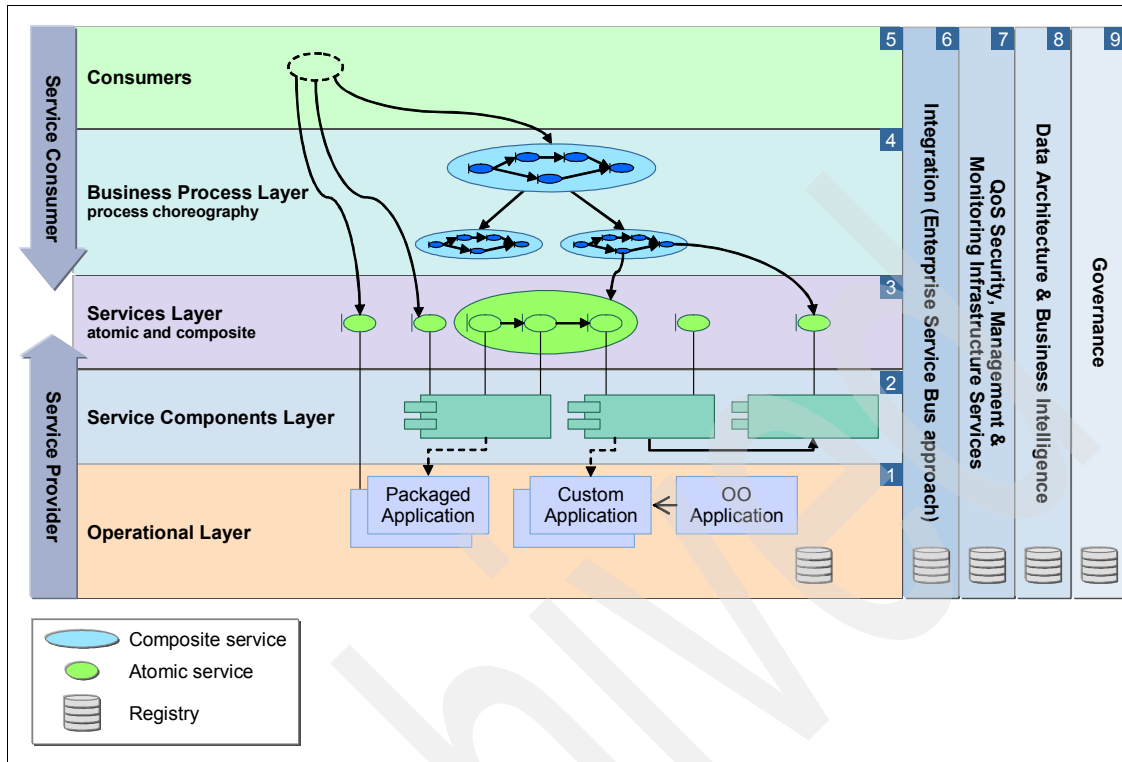 Service Consumer
Service Provider
Consumers
5
Business Process Layer
process choreography
4
Services Layer
atomic and composite
3
Service Components Layer
2
Operational Layer
1
Packaged
Application
Custom
Application
OO
Application
6
Integration (Enterprise Service Bus approach)
7
QoS Security, Management &
Monitoring Infrastructure Services
8
Data Architecture & Business Intelligence
9
Governance
Composite service
Atomic service
Registry